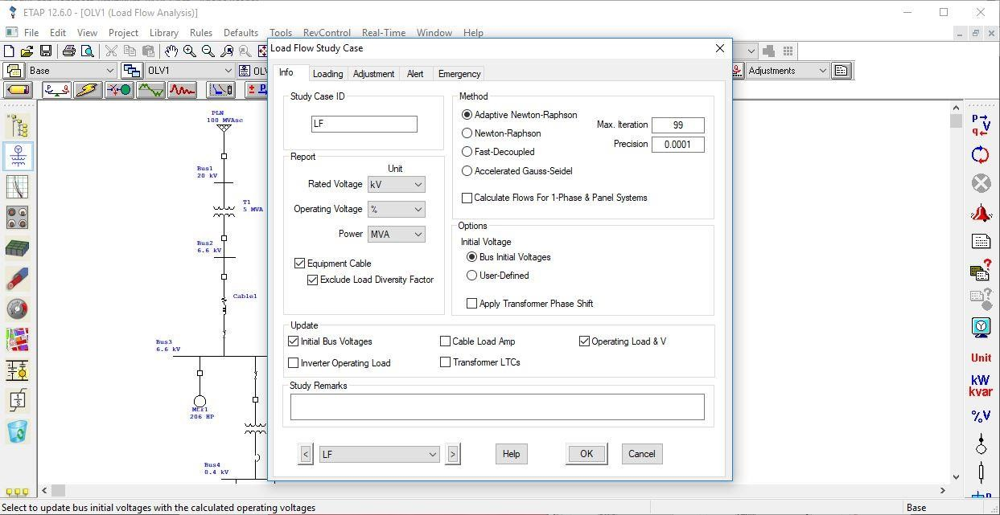 ETAP 12.6.0 - [OLV1 (Load Flow Analysis)]
File Edit View Project Library Rules Defaults Tools RevControl Real-Time Window Help
Base
OLV1
Adjustments
PLN
100 MVAsc
Bus1
20 kV
T1
5 MVA
Bus2
6.6 kV
Cable1
Bus3
6.6 kV
Mtr1
206 HP
Bus4
0.4 kV
Load Flow Study Case
Info Loading Adjustment Alert Emergency
Study Case ID
LF
Report
Unit
Rated Voltage kV
Operating Voltage %
Power MVA
Equipment Cable
Exclude Load Diversity Factor
Method
Adaptive Newton-Raphson
Newton-Raphson
Fast-Decoupled
Accelerated Gauss-Seidel
Max. Iteration 99
Precision 0.0001
Calculate Flows For 1-Phase & Panel Systems
Options
Initial Voltage
Bus Initial Voltages
User-Defined
Apply Transformer Phase Shift
Update
Initial Bus Voltages Cable Load Amp Operating Load & V
Inverter Operating Load Transformer LTCs
Study Remarks
< LF > Help OK Cancel
P
V
q
Unit
kW
kvar
%V
Select to update bus initial voltages with the calculated operating voltages
Base